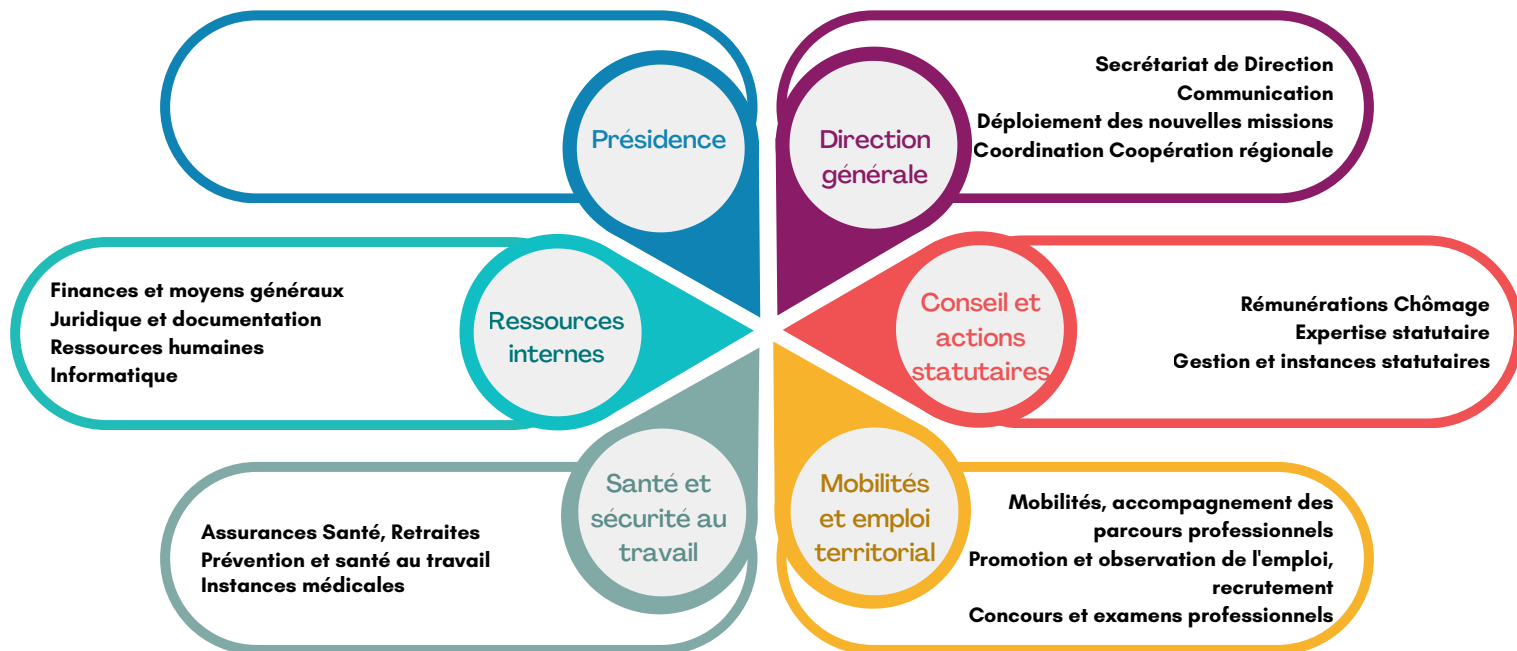 Présidence
Direction
générale
Secrétariat de Direction
Communication
Déploiement des nouvelles missions
Coordination Coopération régionale
Finances et moyens généraux
Juridique et documentation
Ressources humaines
Informatique
Ressources
internes
Conseil et
actions
statutaires
Rémunérations Chômage
Expertise statutaire
Gestion et instances statutaires
Assurances Santé, Retraites
Prévention et santé au travail
Instances médicales
Santé et
sécurité au
travail
Mobilités
et emploi
territorial
Mobilités, accompagnement des
parcours professionnels
Promotion et observation de l'emploi,
recrutement
Concours et examens professionnels